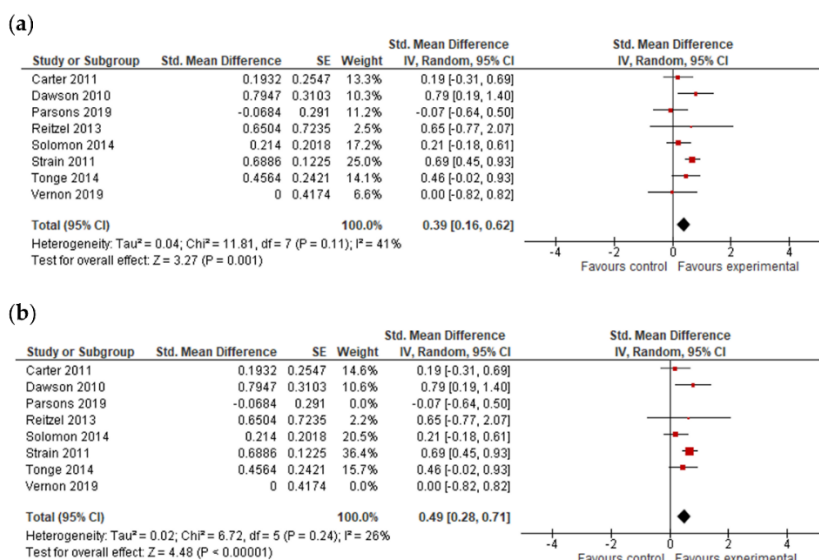 (a)
Std. Mean Difference Std. Mean Difference
Study or Subgroup Std. Mean Difference SE Weight IV, Random, 95% CI IV, Random, 95% CI
Carter 2011 0.1932 0.2547 13.3% 0.19 [-0.31, 0.69]
Dawson 2010 0.7947 0.3103 10.3% 0.79 [0.19, 1.40]
Parsons 2019 -0.0684 0.291 11.2% -0.07 [-0.64, 0.50]
Reitzel 2013 0.6504 0.7235 2.5% 0.65 [-0.77, 2.07]
Solomon 2014 0.214 0.2018 17.2% 0.21 [-0.18, 0.61]
Strain 2011 0.6886 0.1225 25.0% 0.69 [0.45, 0.93]
Tonge 2014 0.4564 0.2421 14.1% 0.46 [-0.02, 0.93]
Vernon 2019 0 0.4174 6.6% 0.00 [-0.82, 0.82]
Total (95% CI) 100.0% 0.39 [0.16, 0.62]
Heterogeneity: Tau² = 0.04; Chi² = 11.81, df = 7 (P = 0.11); I² = 41%
Test for overall effect: Z = 3.27 (P = 0.001)
-4 -2 0 2 4
Favours control Favours experimental
(b)
Std. Mean Difference Std. Mean Difference
Study or Subgroup Std. Mean Difference SE Weight IV, Random, 95% CI IV, Random, 95% CI
Carter 2011 0.1932 0.2547 14.6% 0.19 [-0.31, 0.69]
Dawson 2010 0.7947 0.3103 10.6% 0.79 [0.19, 1.40]
Parsons 2019 -0.0684 0.291 0.0% -0.07 [-0.64, 0.50]
Reitzel 2013 0.6504 0.7235 2.2% 0.65 [-0.77, 2.07]
Solomon 2014 0.214 0.2018 20.5% 0.21 [-0.18, 0.61]
Strain 2011 0.6886 0.1225 36.4% 0.69 [0.45, 0.93]
Tonge 2014 0.4564 0.2421 15.7% 0.46 [-0.02, 0.93]
Vernon 2019 0 0.4174 0.0% 0.00 [-0.82, 0.82]
Total (95% CI) 100.0% 0.49 [0.28, 0.71]
Heterogeneity: Tau² = 0.02; Chi² = 6.72, df = 5 (P = 0.24); I² = 26%
Test for overall effect: Z = 4.48 (P < 0.00001)
-4 -2 0 2 4
Favours control Favours experimental